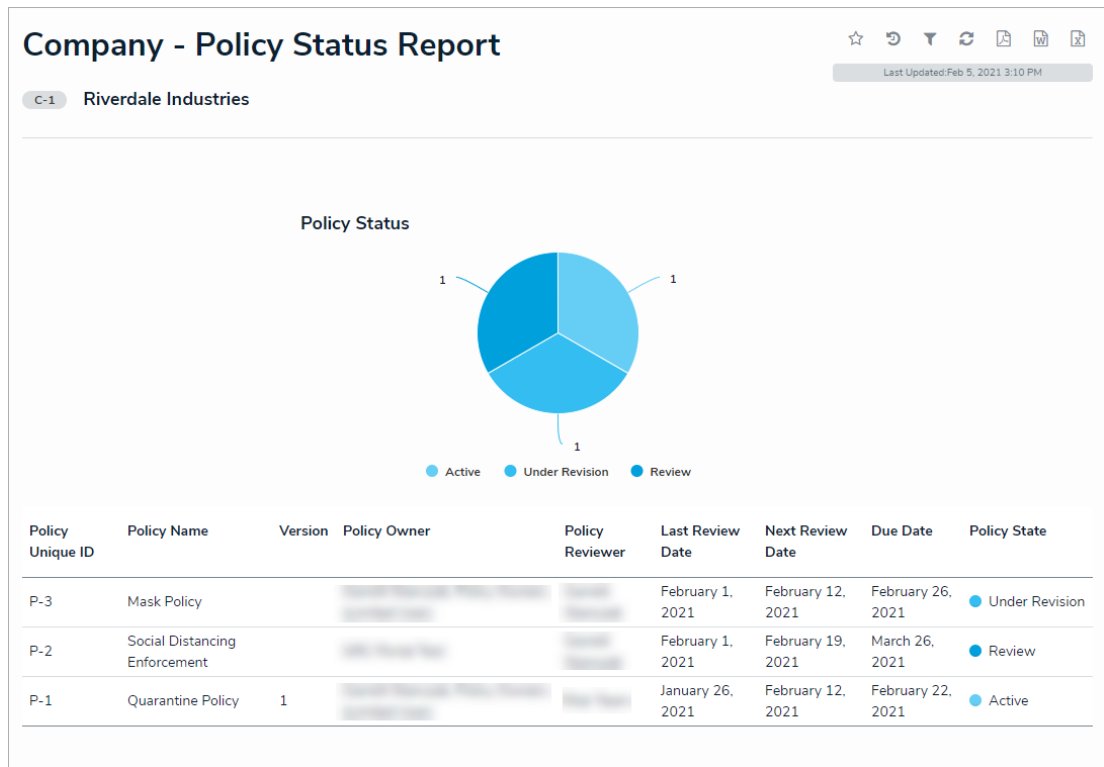 Company - Policy Status Report
Last Updated:Feb 5, 2021 3:10 PM
C-1 Riverdale Industries
Policy Status
1 1
1
Active Under Revision Review
Policy Unique ID Policy Name Version Policy Owner Policy Reviewer Last Review Date Next Review Date Due Date Policy State
P-3 Mask Policy February 1, 2021 February 12, 2021 February 26, 2021 Under Revision
P-2 Social Distancing Enforcement February 1, 2021 February 19, 2021 March 26, 2021 Review
P-1 Quarantine Policy 1 January 26, 2021 February 12, 2021 February 22, 2021 Active